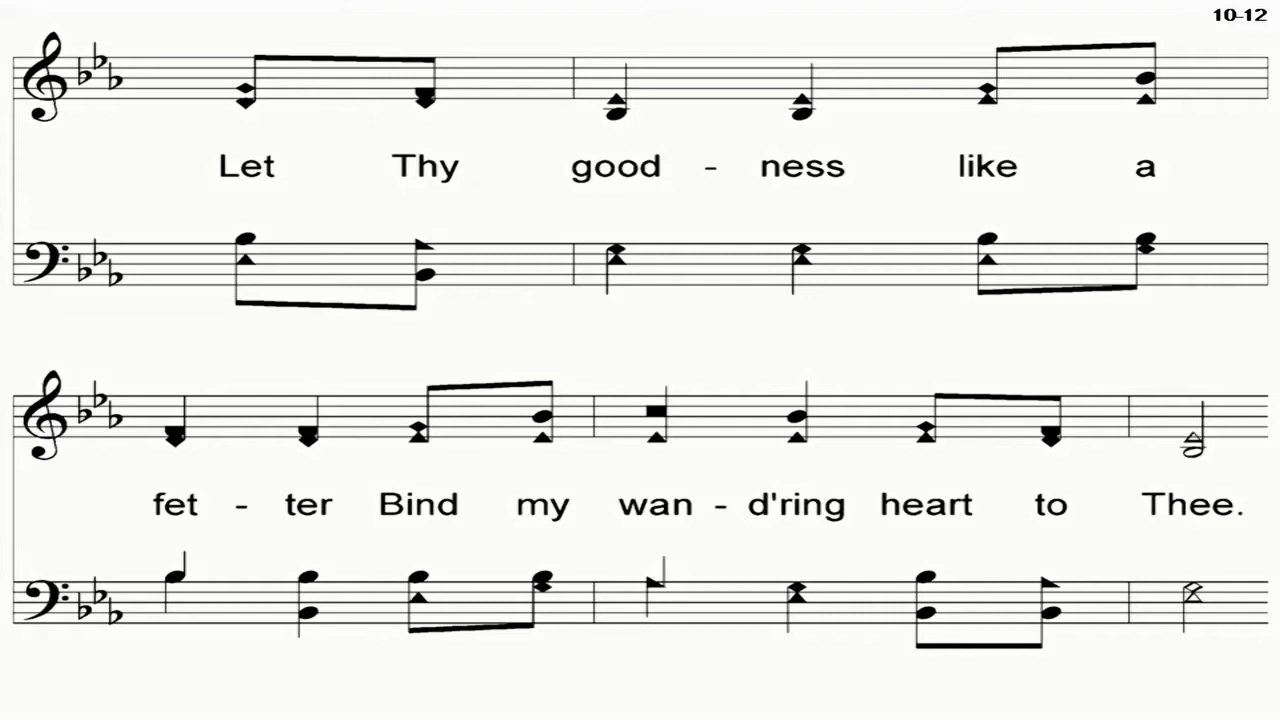 10-12
Let Thy good - ness like a
fet - ter Bind my wan - d'ring heart to Thee.